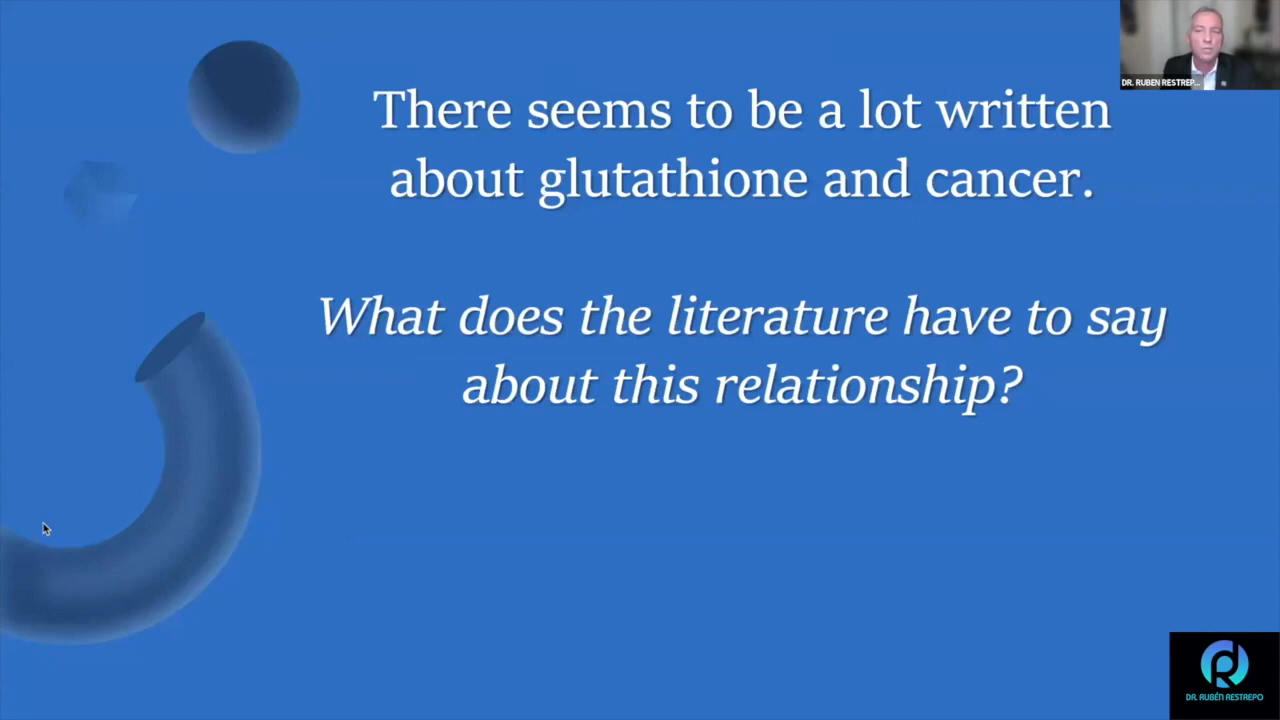 DR. RUBEN RESTREP...
There seems to be a lot written
about glutathione and cancer.
What does the literature have to say
about this relationship?
DR. RUBÉN RESTREPO